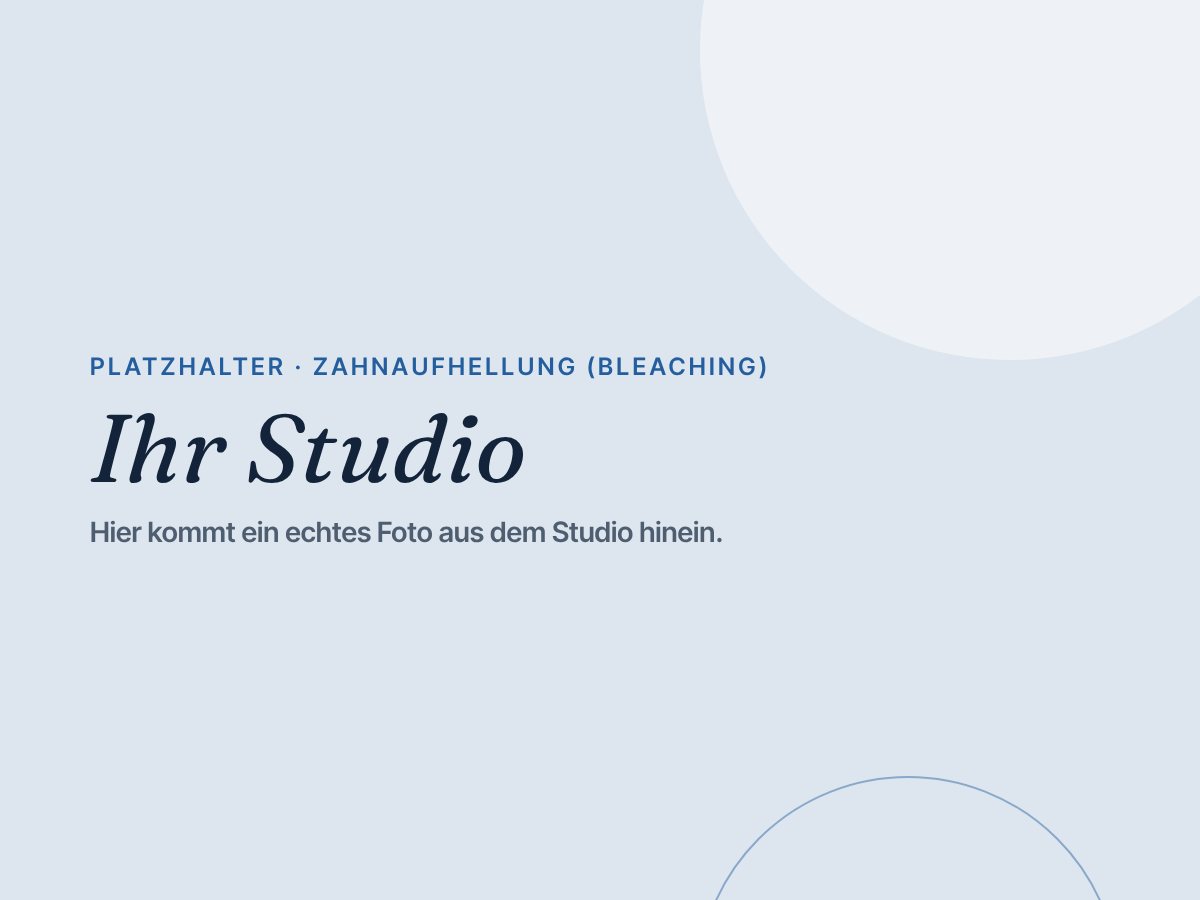 PLATZHALTER · ZAHNAUFHELLUNG (BLEACHING)
Ihr Studio
Hier kommt ein echtes Foto aus dem Studio hinein.